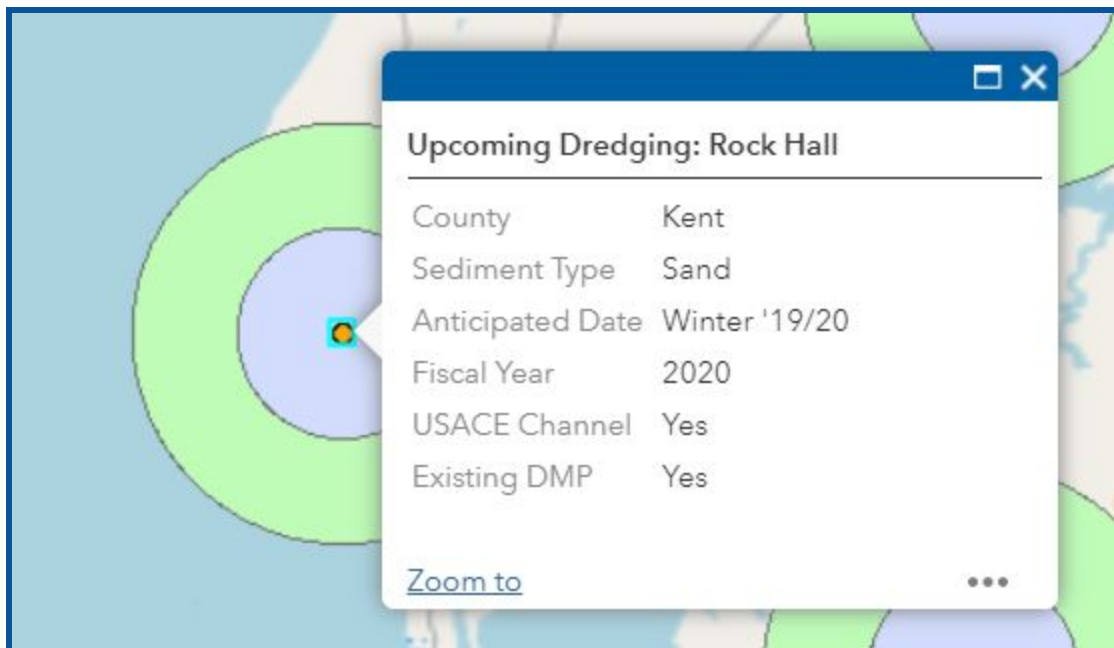 Upcoming Dredging: Rock Hall
County Kent
Sediment Type Sand
Anticipated Date Winter '19/20
Fiscal Year 2020
USACE Channel Yes
Existing DMP Yes
Zoom to